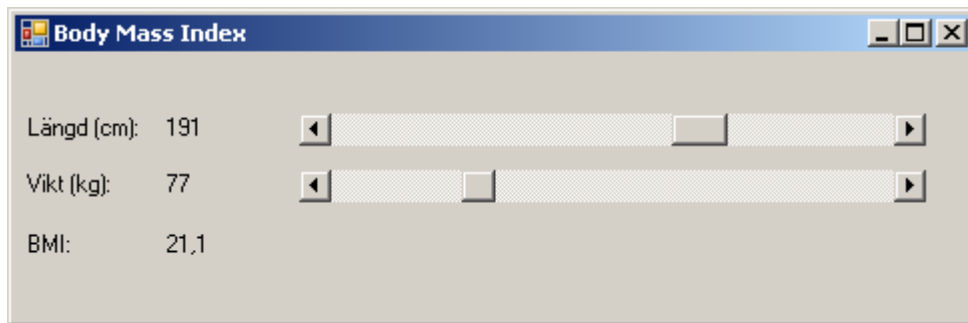 Body Mass Index
Längd (cm): 191
Vikt (kg): 77
BMI: 21,1